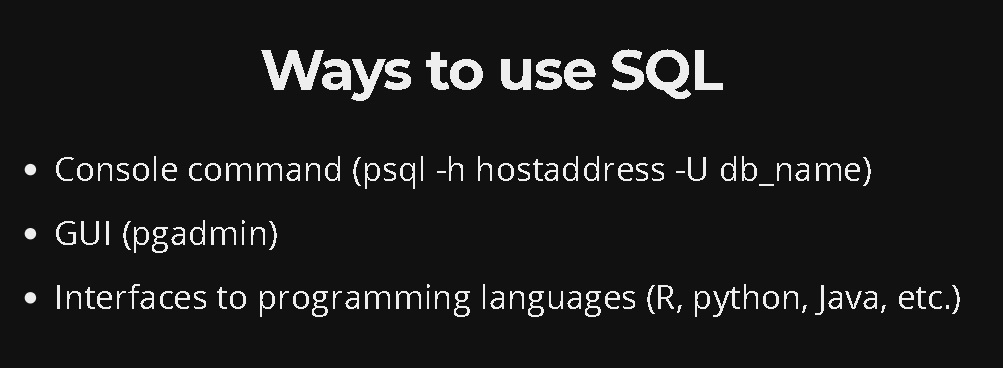 Ways to use SQL
Console command (psql -h hostaddress -U db_name)
GUI (pgadmin)
Interfaces to programming languages (R, python, Java, etc.)